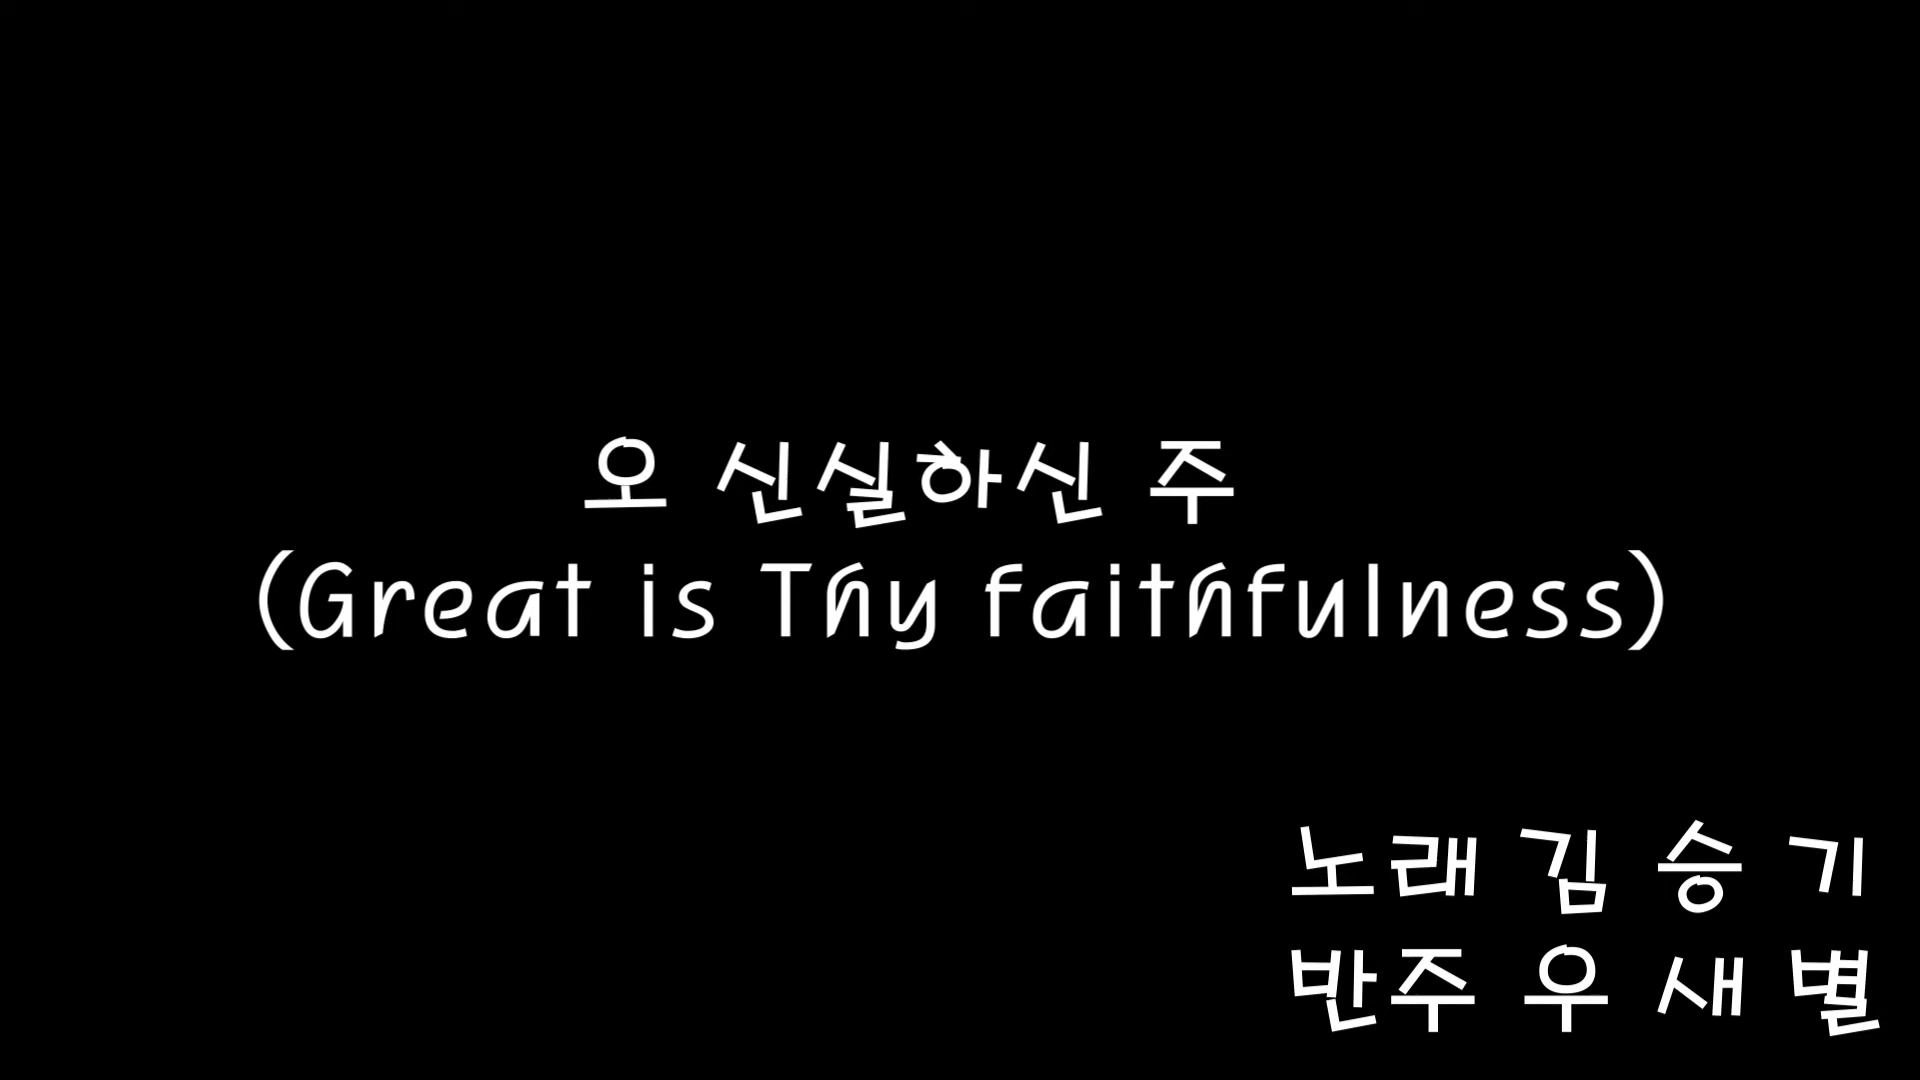 오 신실하신 주
(Great is Thy faithfulness)
노래 김 승 기
반주 우 새 별